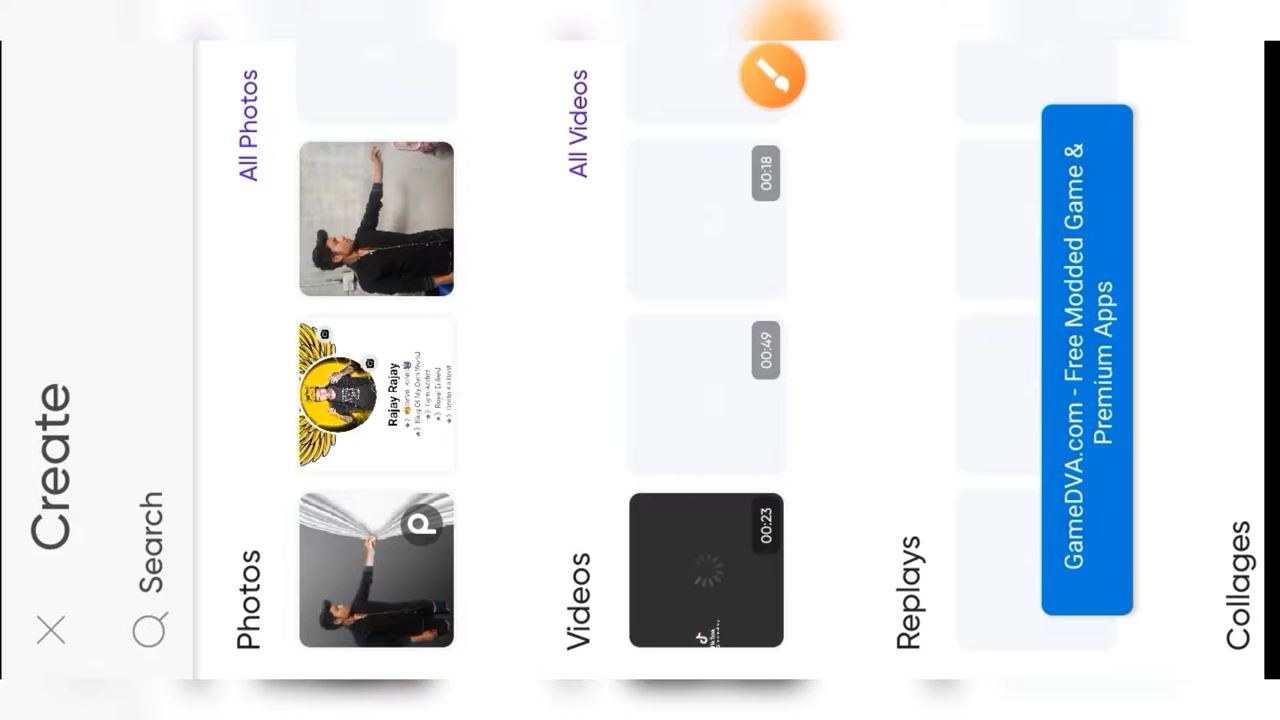 Create
Search
Photos
All Photos
Rajay Rajay
Videos
All Videos
00:23
00:49
00:18
Replays
GameDVA.com - Free Modded Game &
Premium Apps
Collages